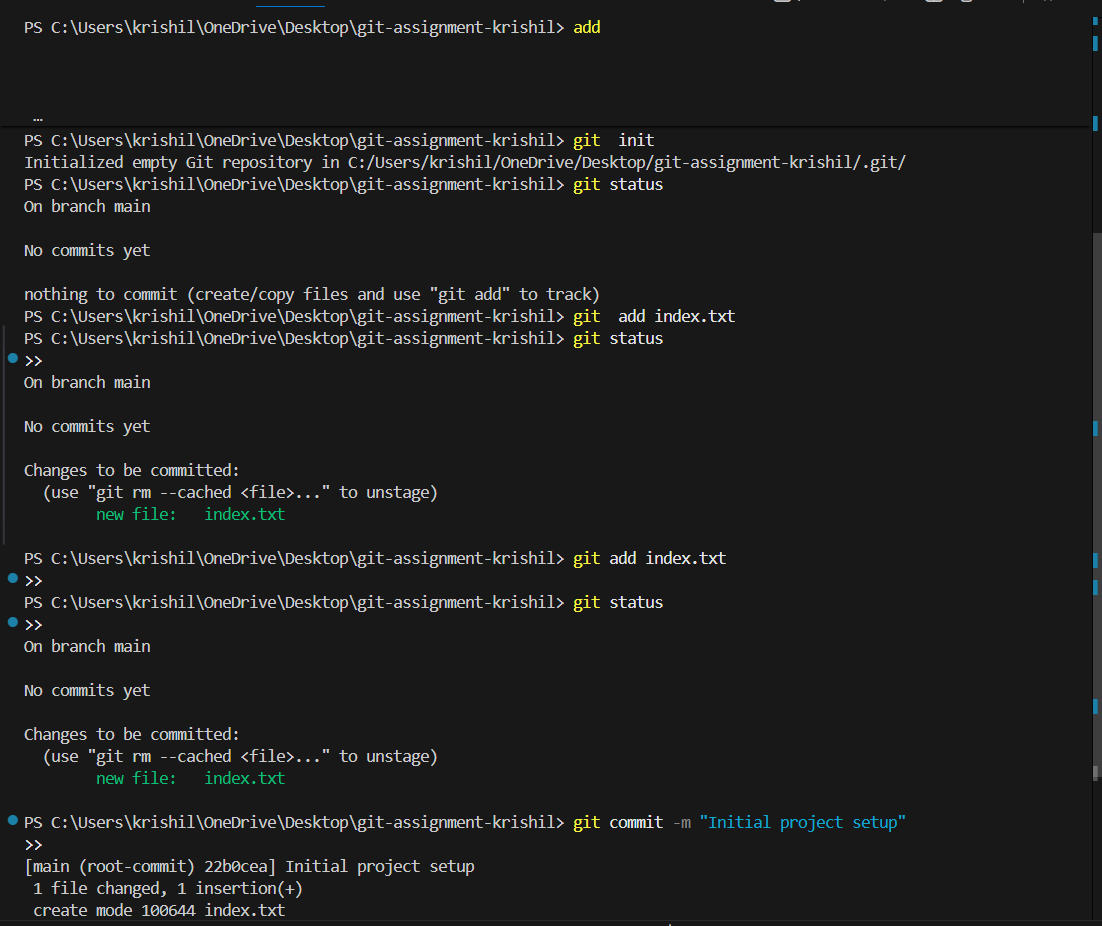 PS C:\Users\krishil\OneDrive\Desktop\git-assignment-krishil> add
…
PS C:\Users\krishil\OneDrive\Desktop\git-assignment-krishil> git  init
Initialized empty Git repository in C:/Users/krishil/OneDrive/Desktop/git-assignment-krishil/.git/
PS C:\Users\krishil\OneDrive\Desktop\git-assignment-krishil> git status
On branch main
No commits yet
nothing to commit (create/copy files and use "git add" to track)
PS C:\Users\krishil\OneDrive\Desktop\git-assignment-krishil> git  add index.txt
PS C:\Users\krishil\OneDrive\Desktop\git-assignment-krishil> git status
>>
On branch main
No commits yet
Changes to be committed:
  (use "git rm --cached <file>..." to unstage)
        new file:   index.txt
PS C:\Users\krishil\OneDrive\Desktop\git-assignment-krishil> git add index.txt
>>
PS C:\Users\krishil\OneDrive\Desktop\git-assignment-krishil> git status
>>
On branch main
No commits yet
Changes to be committed:
  (use "git rm --cached <file>..." to unstage)
        new file:   index.txt
PS C:\Users\krishil\OneDrive\Desktop\git-assignment-krishil> git commit -m "Initial project setup"
>>
[main (root-commit) 22b0cea] Initial project setup
 1 file changed, 1 insertion(+)
 create mode 100644 index.txt